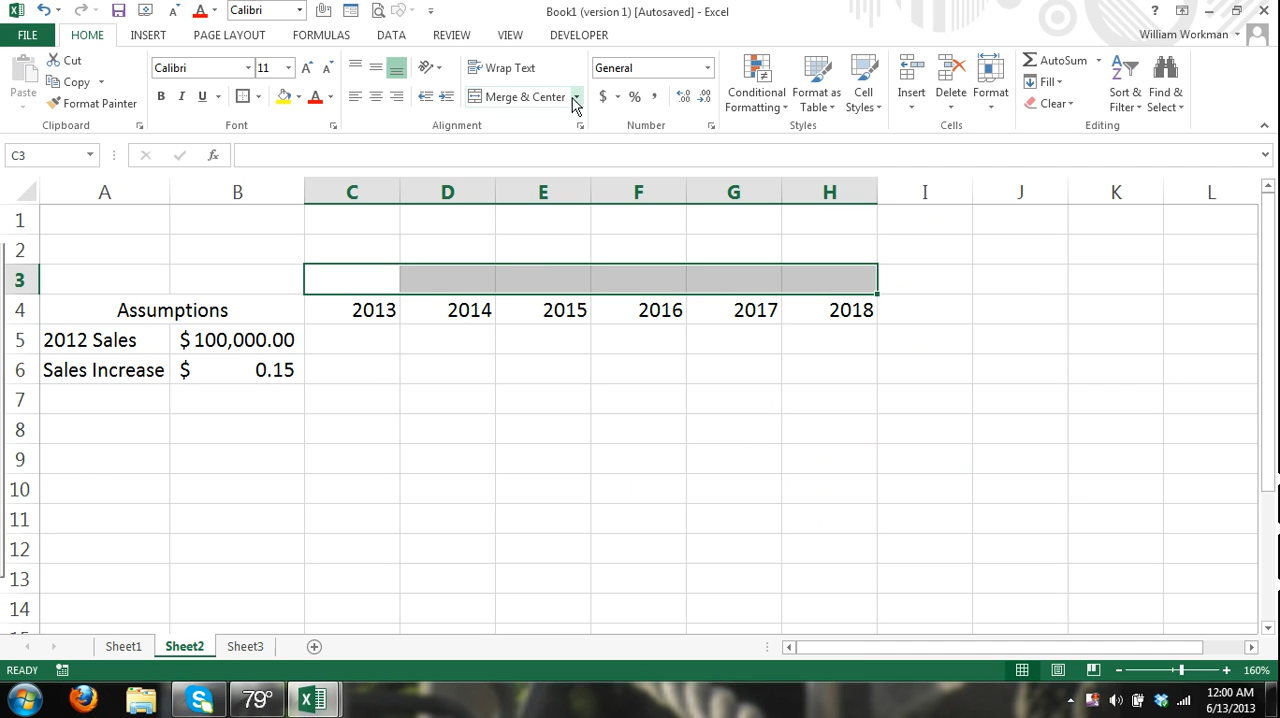 Calibri
Book1 (version 1) [Autosaved] - Excel
?
FILE HOME INSERT PAGE LAYOUT FORMULAS DATA REVIEW VIEW DEVELOPER William Workman
Paste
Cut
Copy
Format Painter
Clipboard
Calibri 11 A A
B I U A
Font
Wrap Text
Merge & Center
Alignment
General
$ % ,
Number
Conditional Formatting
Format as Table
Cell Styles
Styles
Insert Delete Format
Cells
AutoSum
Fill
Clear
Sort & Filter
Find & Select
Editing
C3 fx
A B C D E F G H I J K L
1
2
3
4 Assumptions 2013 2014 2015 2016 2017 2018
5 2012 Sales $ 100,000.00
6 Sales Increase $ 0.15
7
8
9
10
11
12
13
14
Sheet1 Sheet2 Sheet3
READY 160%
79° 12:00 AM
6/13/2013